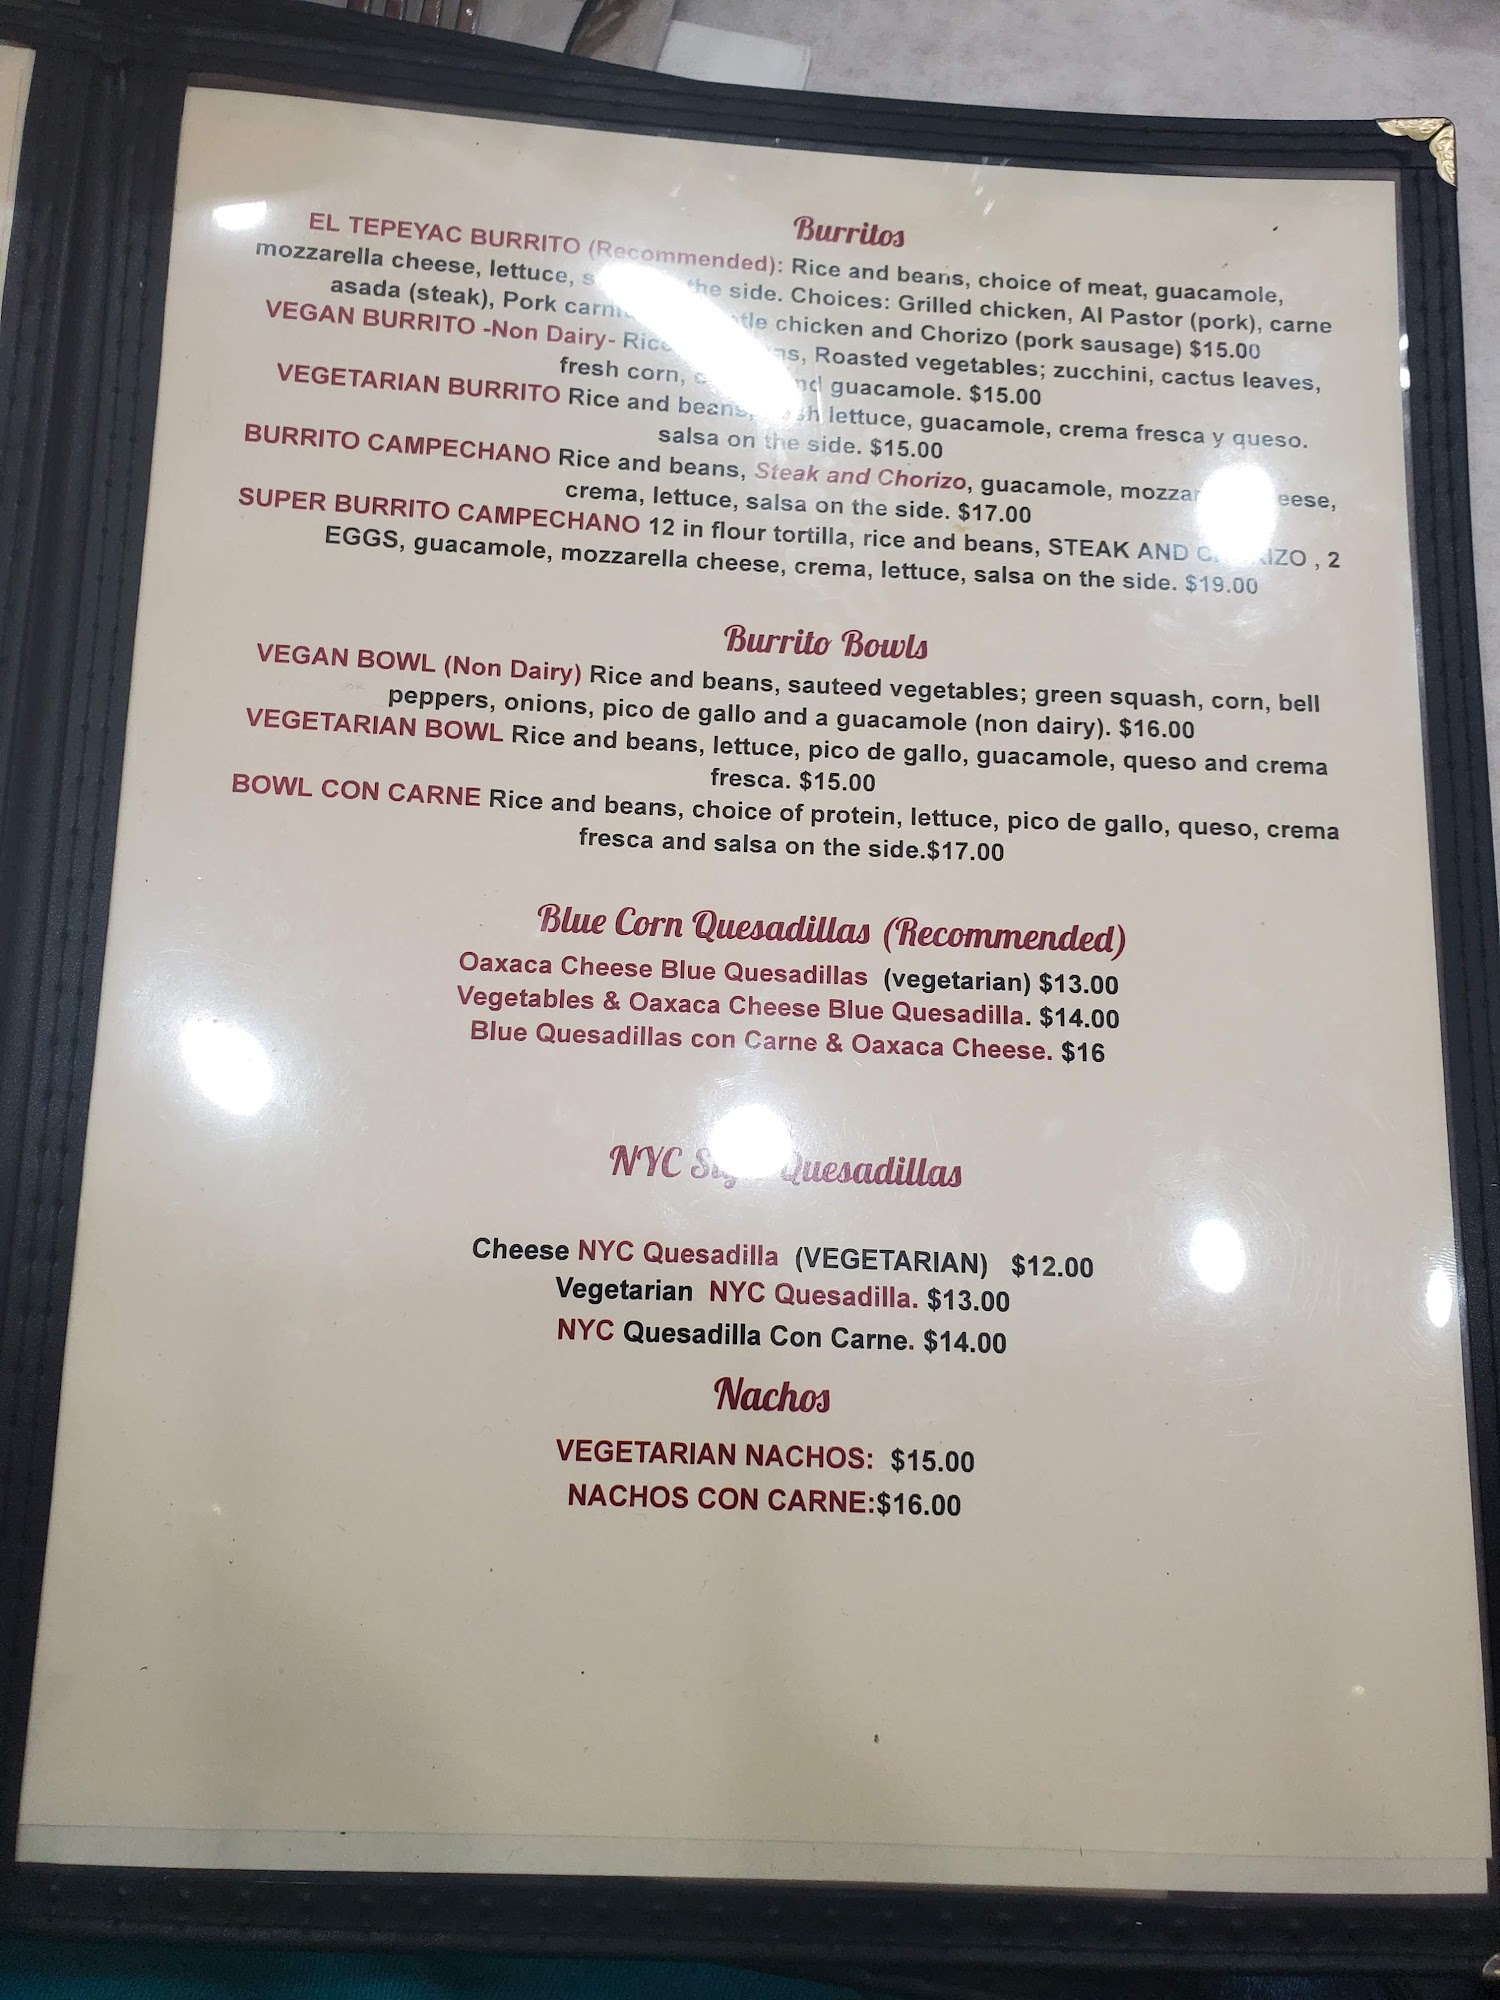 Burritos
EL TEPEYAC BURRITO (Recommended): Rice and beans, choice of meat, guacamole,
mozzarella cheese, lettuce, the side. Choices: Grilled chicken, Al Pastor (pork), carne
asada (steak), Pork chicken and Chorizo (pork sausage) $15.00
VEGAN BURRITO -Non Dairy- Rice Roasted vegetables; zucchini, cactus leaves,
fresh corn, and guacamole. $15.00
VEGETARIAN BURRITO Rice and beans, lettuce, guacamole, crema fresca y queso.
salsa on the side. $15.00
BURRITO CAMPECHANO Rice and beans, Steak and Chorizo, guacamole, mozzarella cheese,
crema, lettuce, salsa on the side. $17.00
SUPER BURRITO CAMPECHANO 12 in flour tortilla, rice and beans, STEAK AND CHORIZO , 2
EGGS, guacamole, mozzarella cheese, crema, lettuce, salsa on the side. $19.00
Burrito Bowls
VEGAN BOWL (Non Dairy) Rice and beans, sauteed vegetables; green squash, corn, bell
peppers, onions, pico de gallo and a guacamole (non dairy). $16.00
VEGETARIAN BOWL Rice and beans, lettuce, pico de gallo, guacamole, queso and crema
fresca. $15.00
BOWL CON CARNE Rice and beans, choice of protein, lettuce, pico de gallo, queso, crema
fresca and salsa on the side.$17.00
Blue Corn Quesadillas (Recommended)
Oaxaca Cheese Blue Quesadillas (vegetarian) $13.00
Vegetables & Oaxaca Cheese Blue Quesadilla. $14.00
Blue Quesadillas con Carne & Oaxaca Cheese. $16
NYC Quesadillas
Cheese NYC Quesadilla (VEGETARIAN) $12.00
Vegetarian NYC Quesadilla. $13.00
NYC Quesadilla Con Carne. $14.00
Nachos
VEGETARIAN NACHOS: $15.00
NACHOS CON CARNE:$16.00